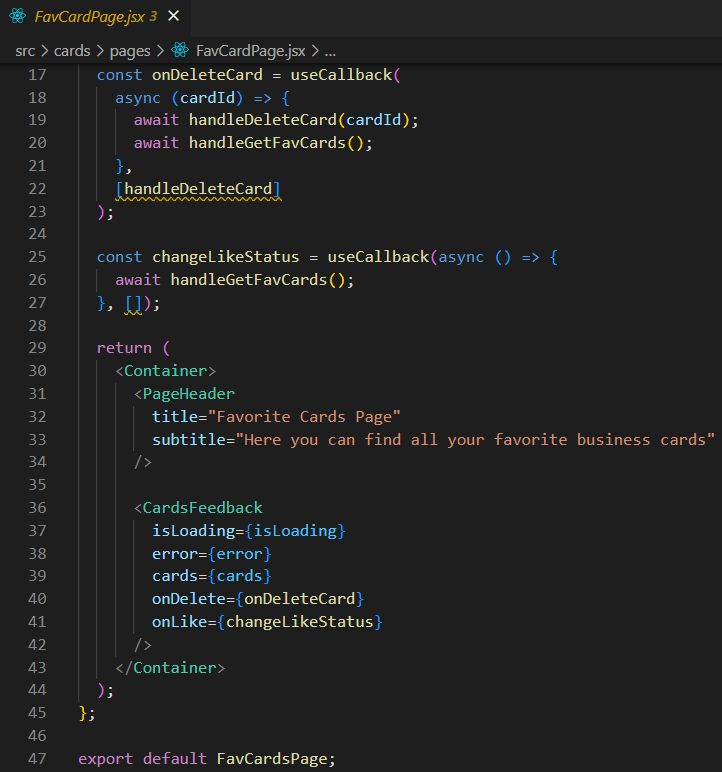 FavCardPage.jsx 3 ✕
src > cards > pages > FavCardPage.jsx > ...
17 const onDeleteCard = useCallback(
18 async (cardId) => {
19 await handleDeleteCard(cardId);
20 await handleGetFavCards();
21 },
22 [handleDeleteCard]
23 );
24
25 const changeLikeStatus = useCallback(async () => {
26 await handleGetFavCards();
27 }, []);
28
29 return (
30 <Container>
31 <PageHeader
32 title="Favorite Cards Page"
33 subtitle="Here you can find all your favorite business cards"
34 />
35
36 <CardsFeedback
37 isLoading={isLoading}
38 error={error}
39 cards={cards}
40 onDelete={onDeleteCard}
41 onLike={changeLikeStatus}
42 />
43 </Container>
44 );
45 };
46
47 export default FavCardsPage;